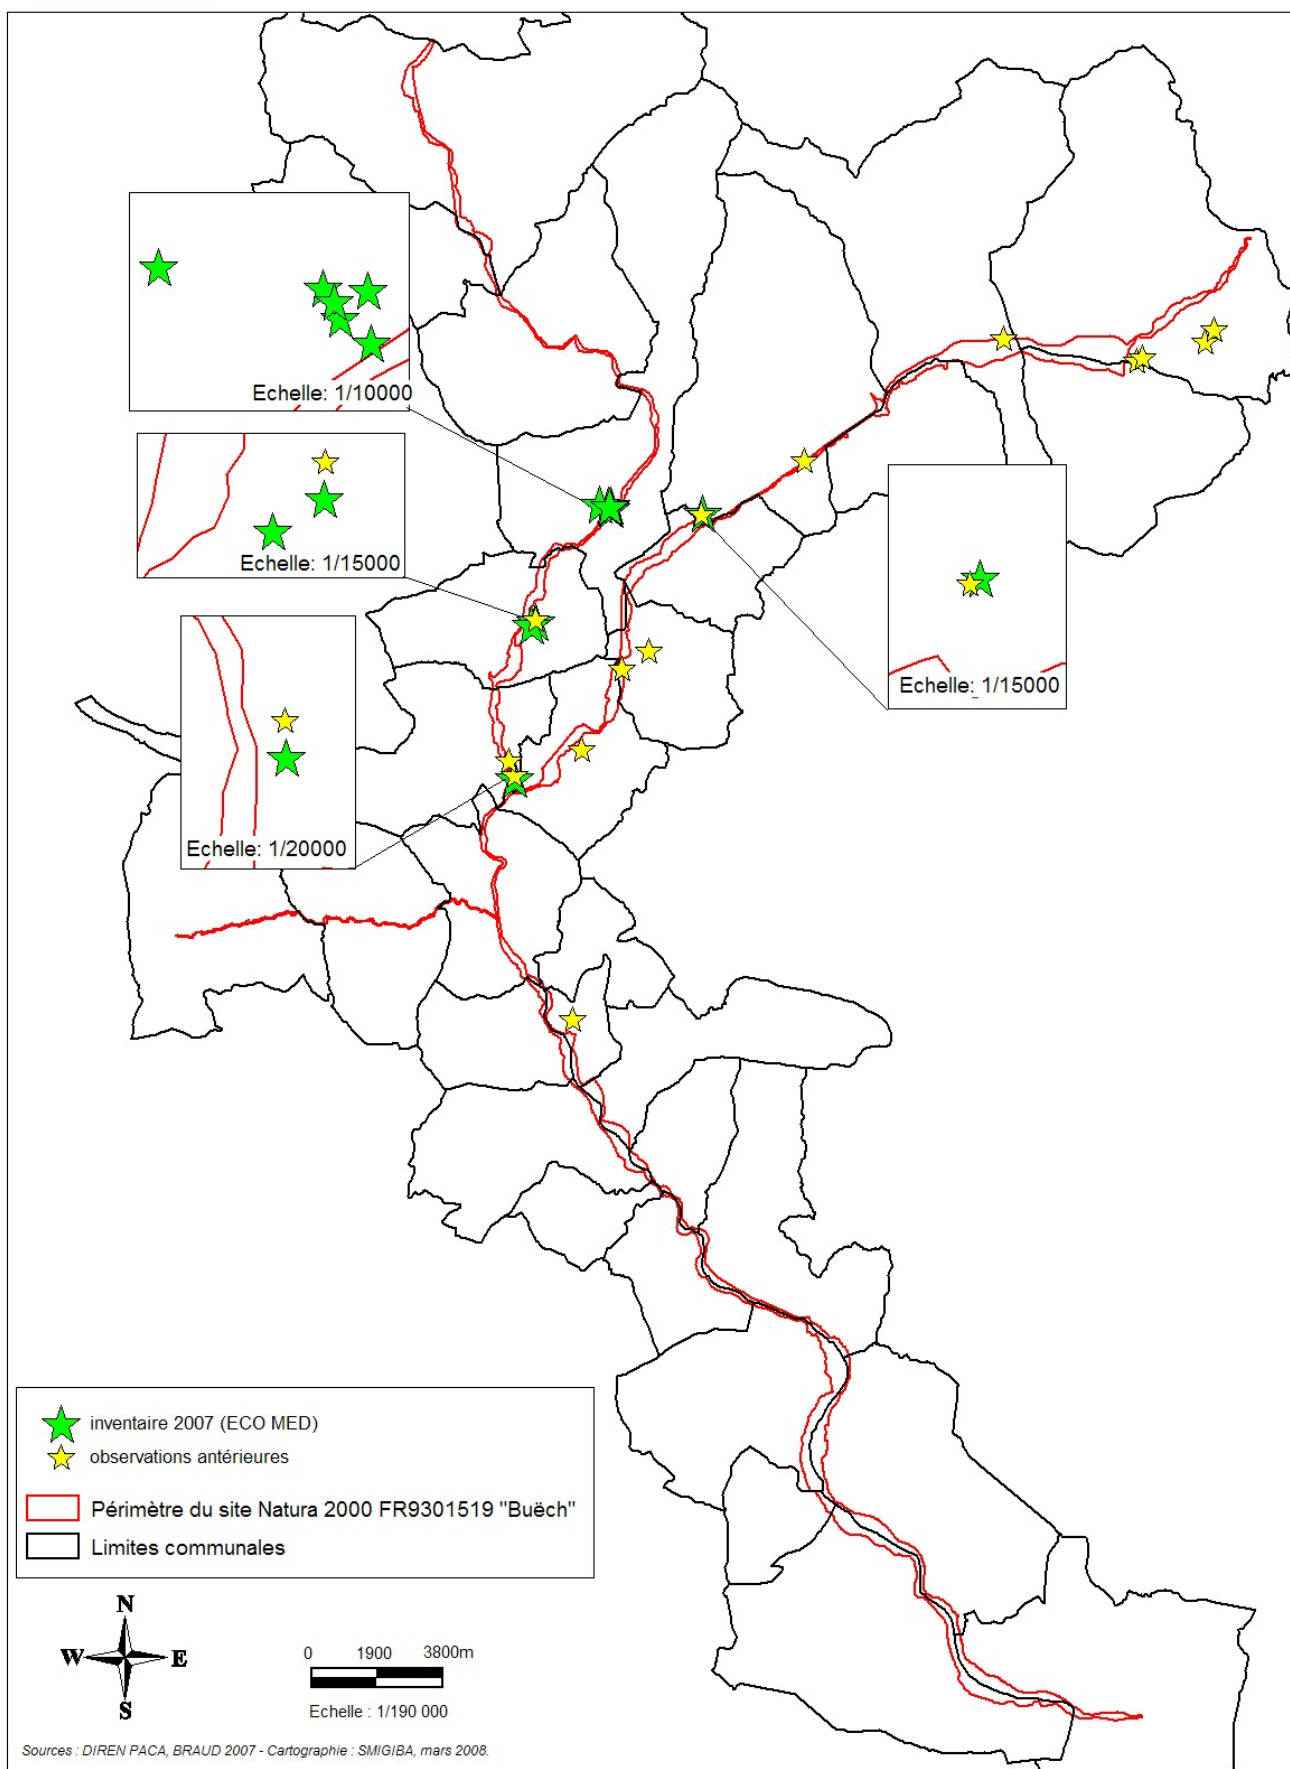 Echelle: 1/10000
Echelle: 1/15000
Echelle: 1/15000
Echelle: 1/20000
inventaire 2007 (ECO MED)
observations antérieures
Périmètre du site Natura 2000 FR9301519 "Buëch"
Limites communales
N
W E
S
0 1900 3800m
Echelle : 1/190 000
Sources : DIREN PACA, BRAUD 2007 - Cartographie : SMIGIBA, mars 2008.